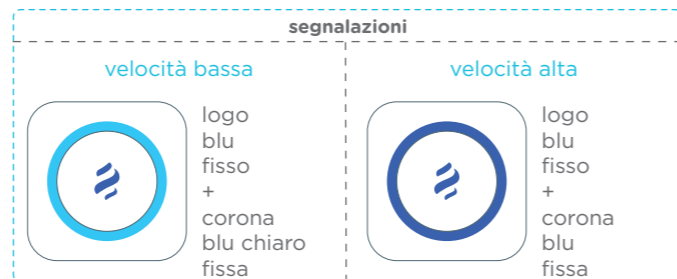 segnalazioni
velocità bassa
logo
blu
fisso
+
corona
blu chiaro
fissa
velocità alta
logo
blu
fisso
+
corona
blu
fissa